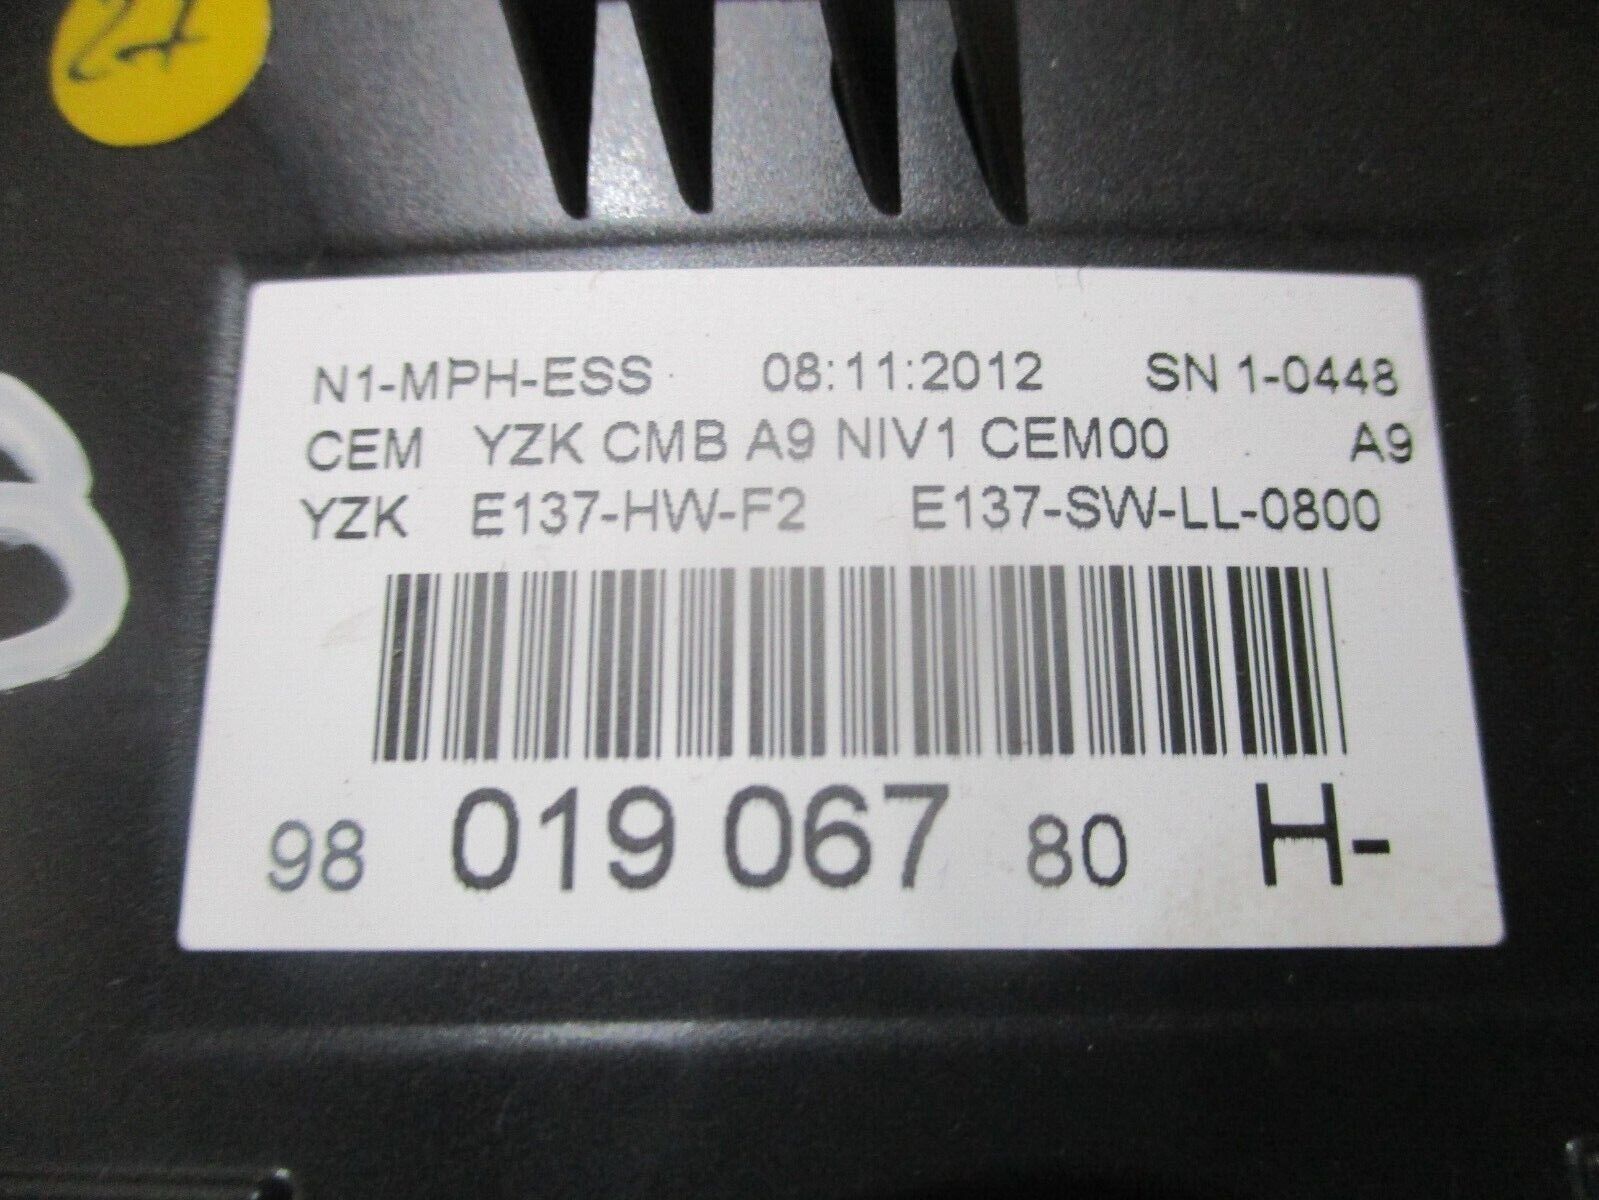 27
N1-MPH-ESS 08:11:2012 SN 1-0448
CEM YZK CMB A9 NIV1 CEM00 A9
YZK E137-HW-F2 E137-SW-LL-0800
98 019 067 80 H-